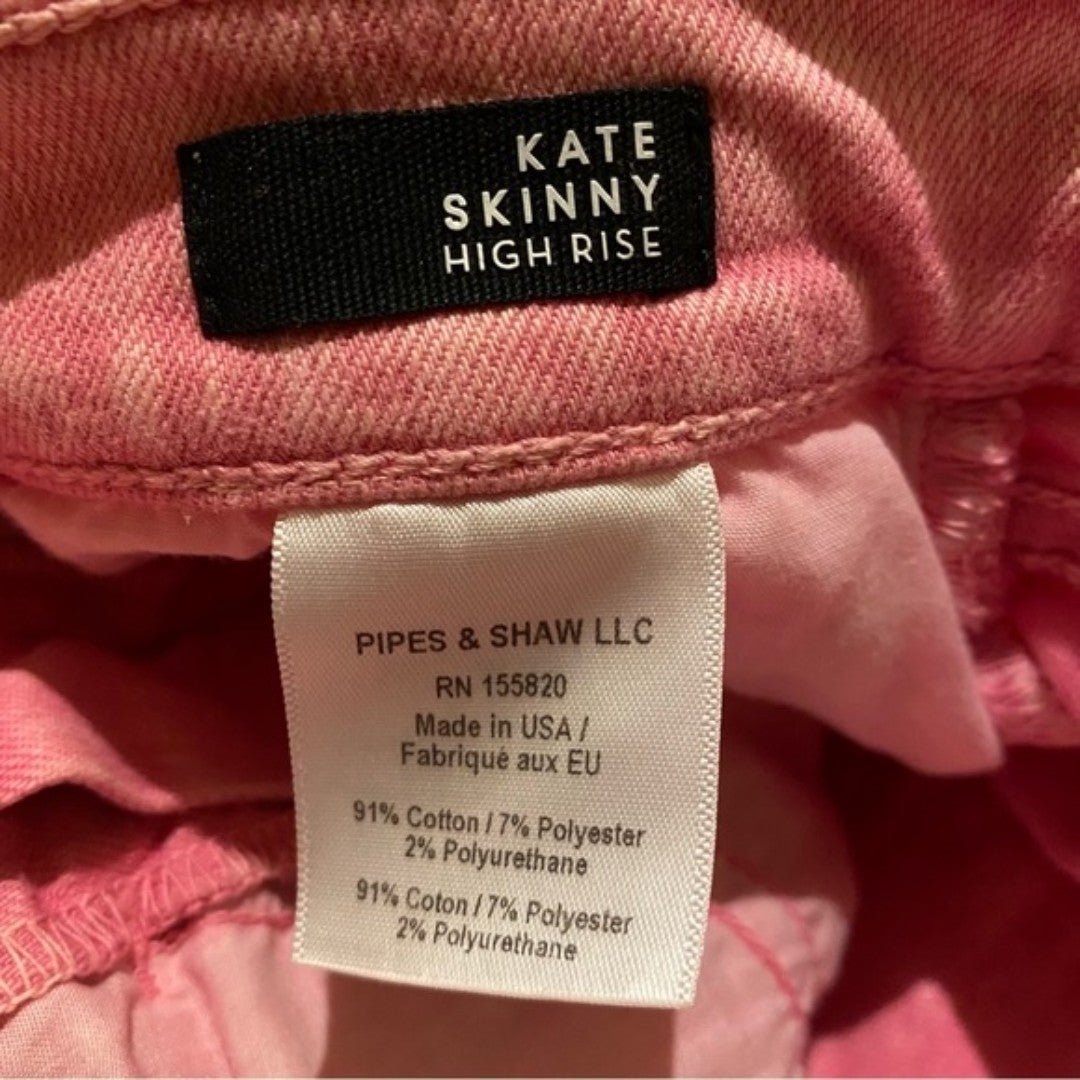 KATE
SKINNY
HIGH RISE
PIPES & SHAW LLC
RN 155820
Made in USA /
Fabriqué aux EU
91% Cotton / 7% Polyester
2% Polyurethane
91% Coton / 7% Polyester
2% Polyurethane